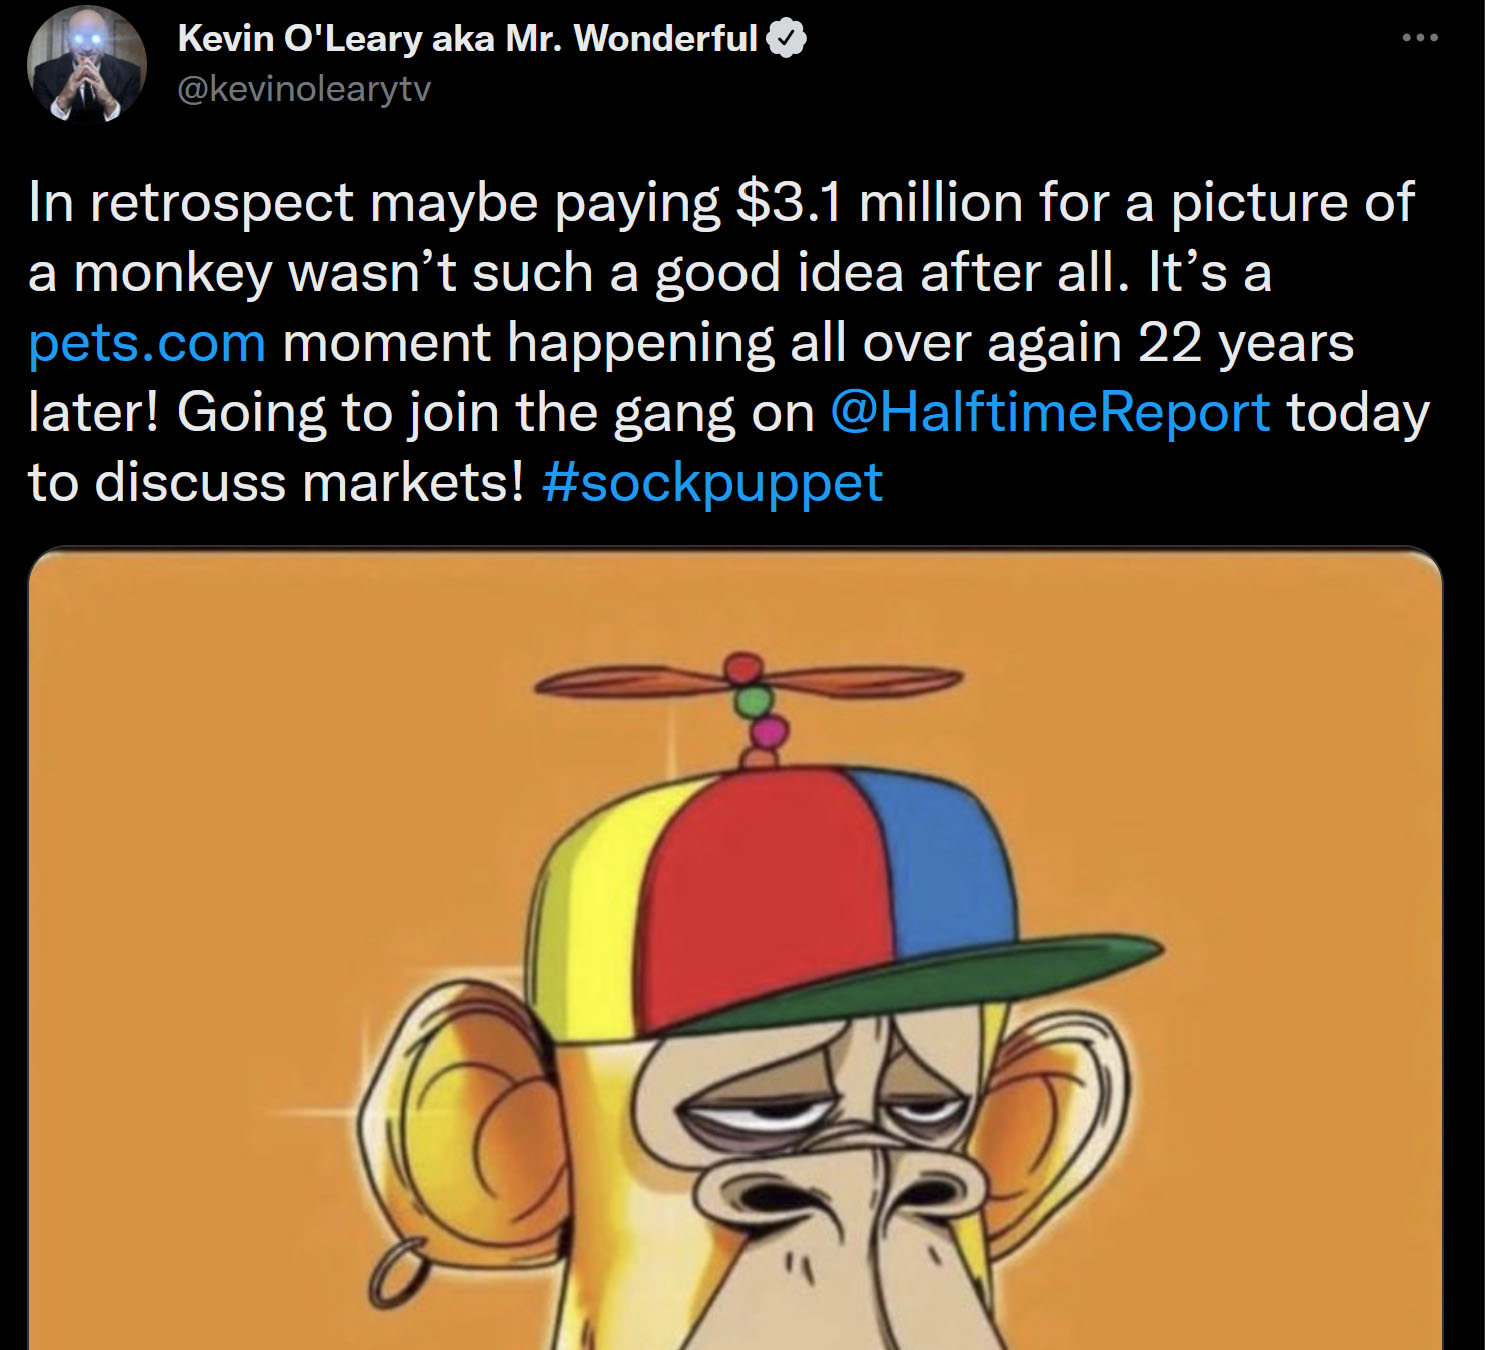 Kevin O'Leary aka Mr. Wonderful
@kevinolearytv
In retrospect maybe paying $3.1 million for a picture of
a monkey wasn’t such a good idea after all. It’s a
pets.com moment happening all over again 22 years
later! Going to join the gang on @HalftimeReport today
to discuss markets! #sockpuppet